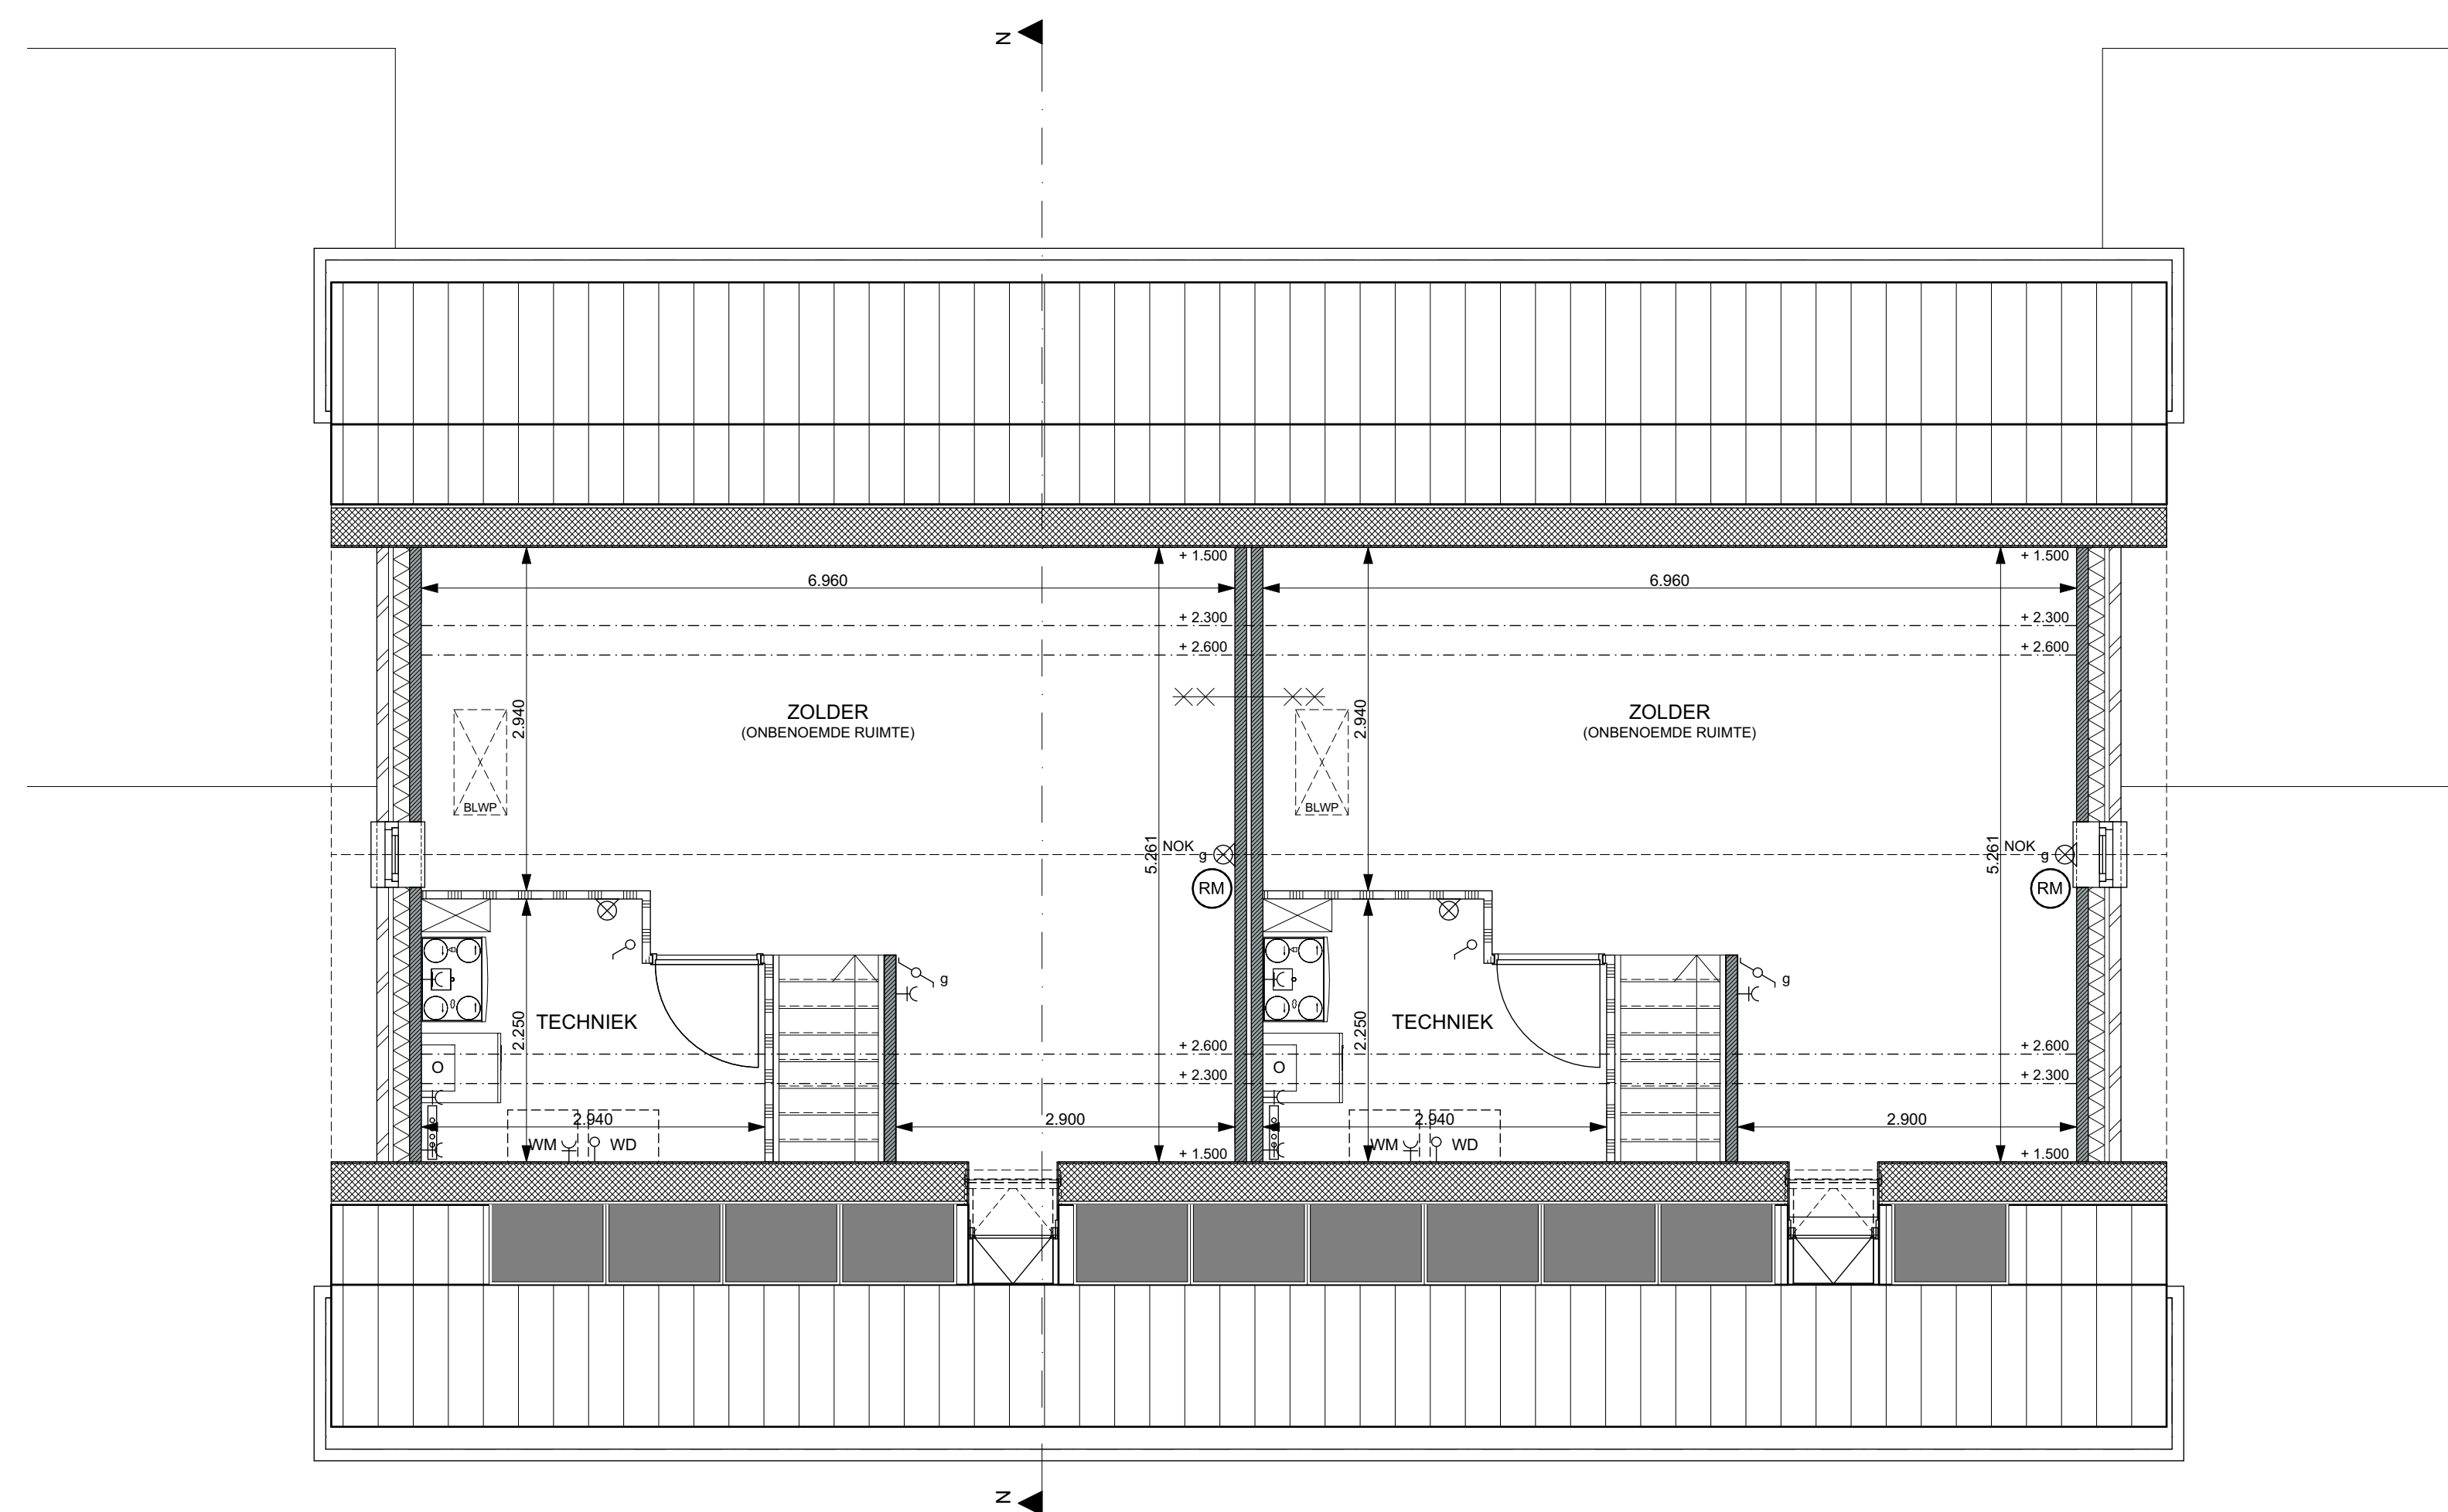 N
+ 1.500
+ 1.500
6.960
6.960
+ 2.300
+ 2.300
+ 2.600
+ 2.600
2.940
ZOLDER
(ONBENOEMDE RUIMTE)
2.940
ZOLDER
(ONBENOEMDE RUIMTE)
BLWP
BLWP
5.261
NOK
g
5.261
NOK
g
RM
RM
g
g
2.250
TECHNIEK
2.250
TECHNIEK
+ 2.600
+ 2.600
O
O
+ 2.300
+ 2.300
2.940
2.900
2.940
2.900
WM
WD
WM
WD
+ 1.500
+ 1.500
N